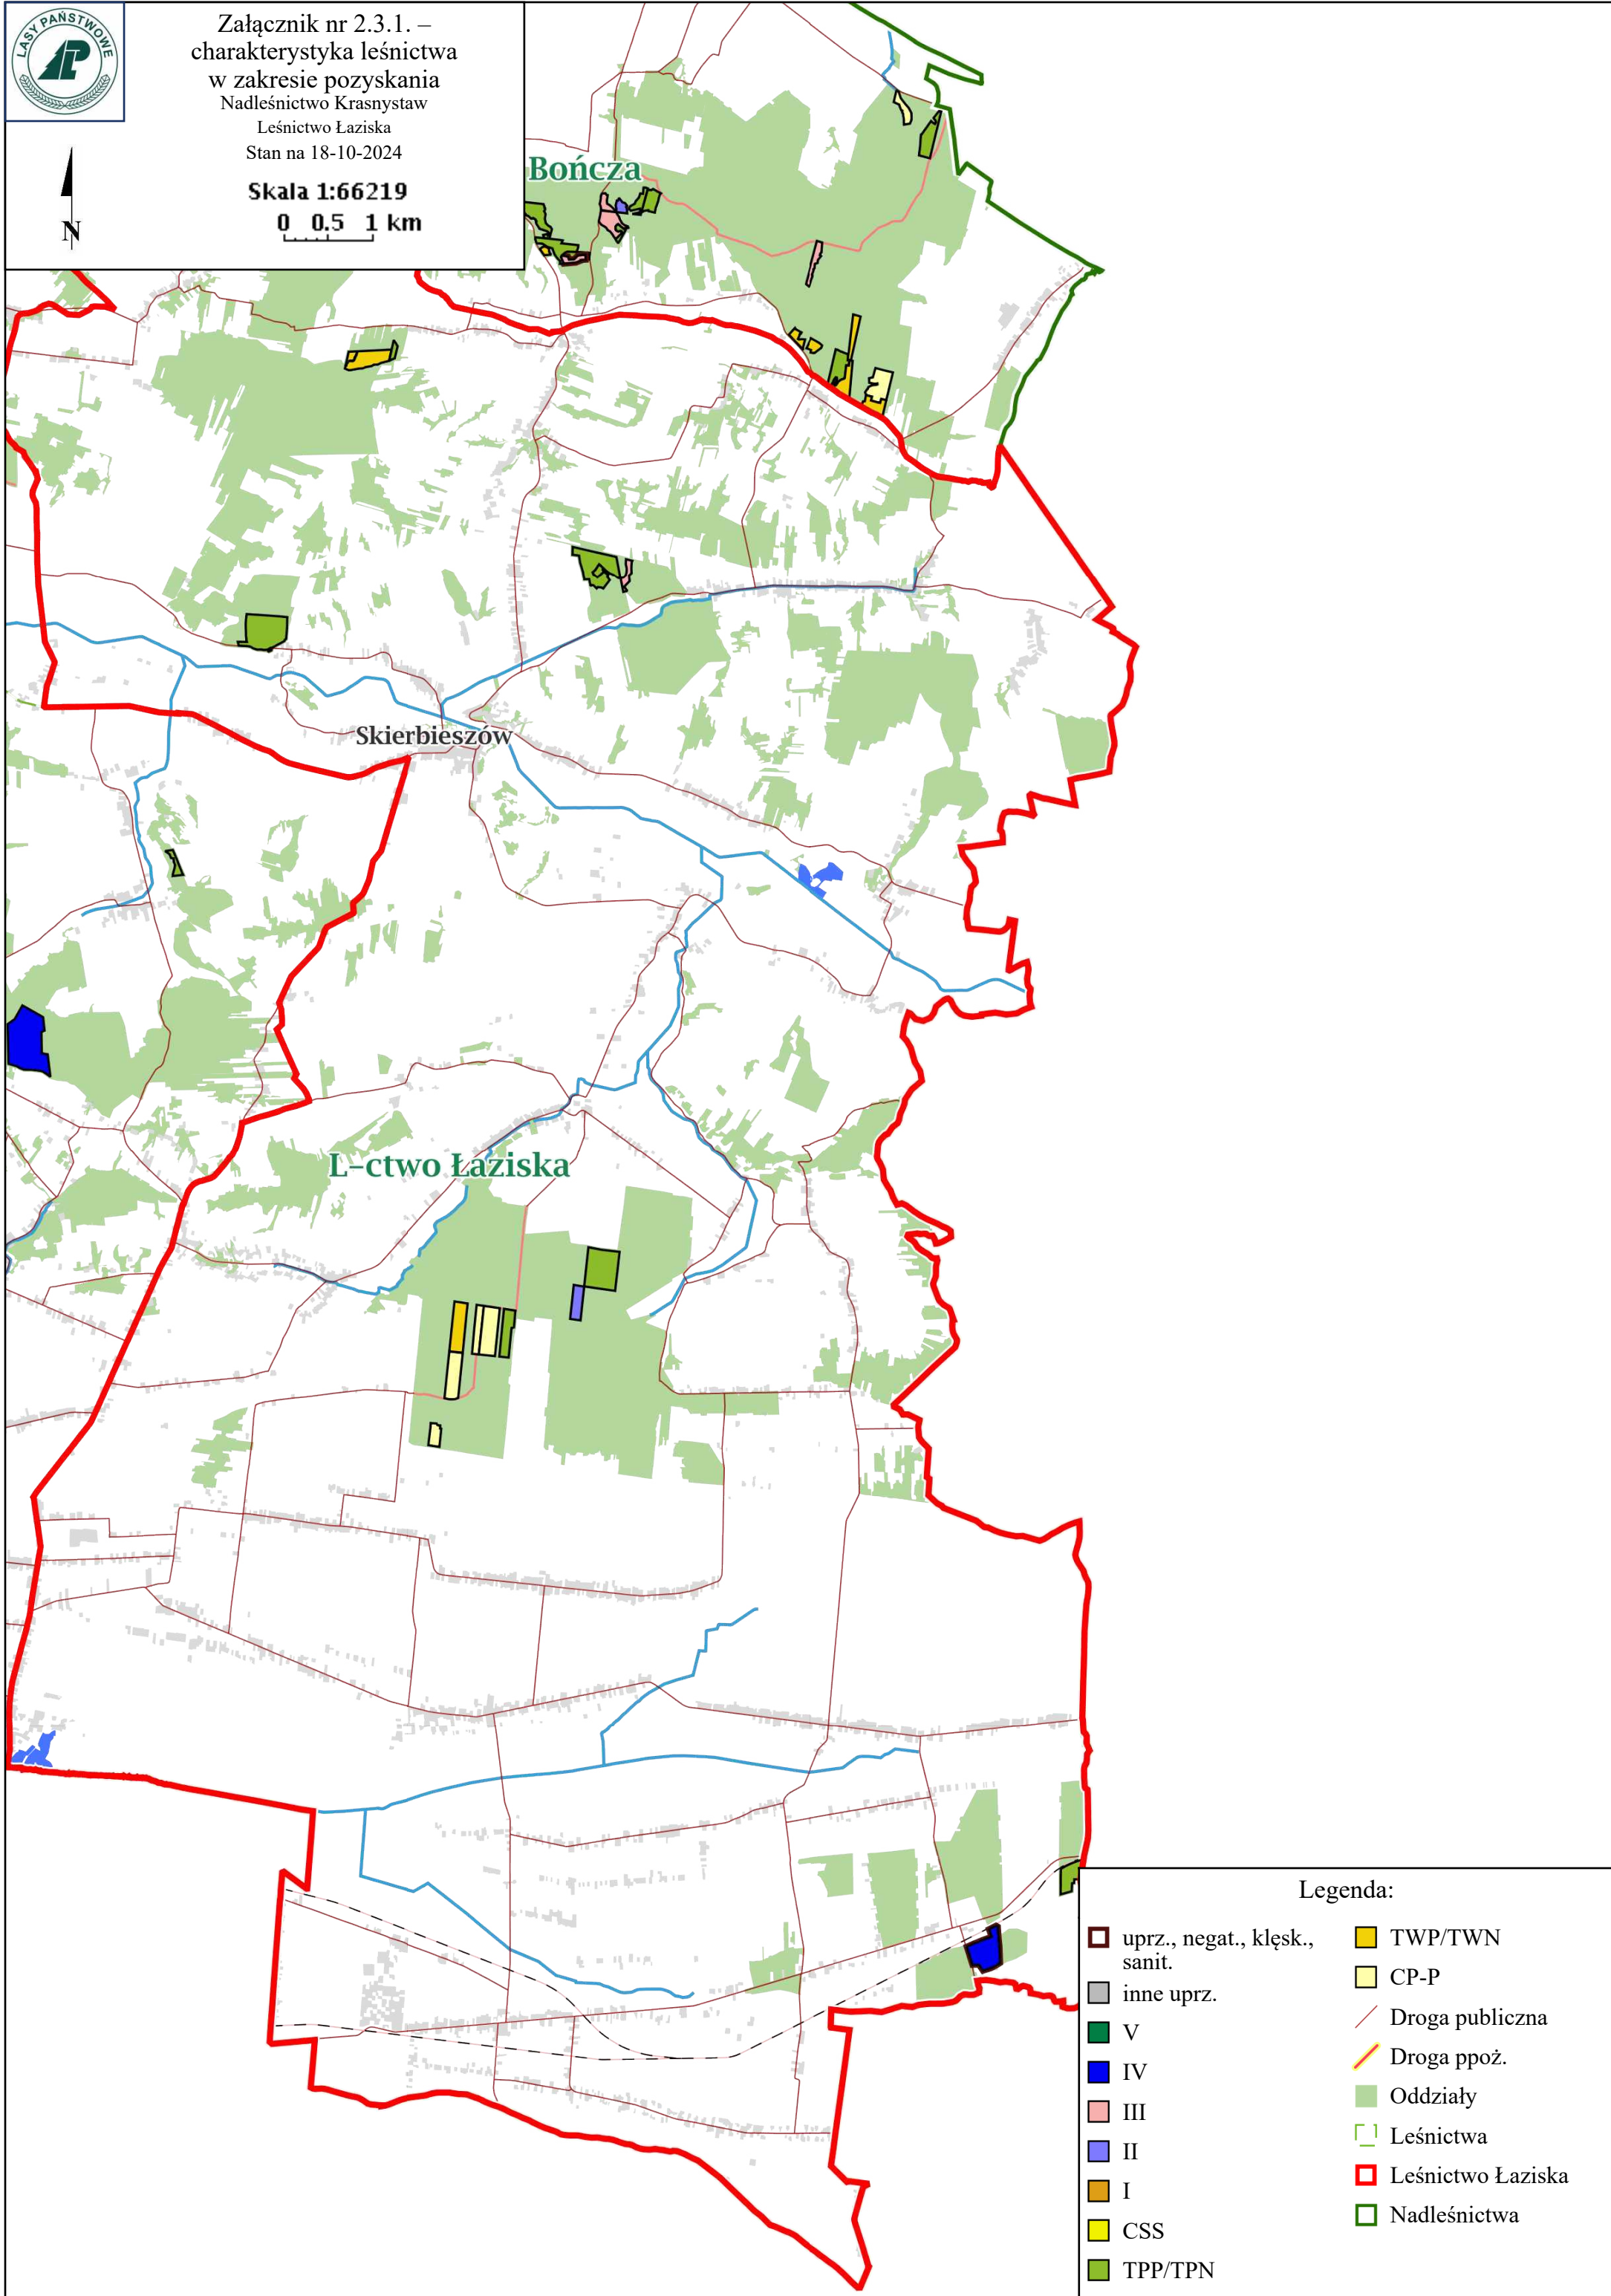 LASY PAŃSTWOWE
Załącznik nr 2.3.1. –
charakterystyka leśnictwa
w zakresie pozyskania
Nadleśnictwo Krasnystaw
Leśnictwo Łaziska
Stan na 18-10-2024
Skala 1:66219
0 0.5 1 km
N
Bończa
Skierbieszów
L-ctwo Łaziska
Legenda:
uprz., negat., klęsk.,
sanit.
inne uprz.
V
IV
III
II
I
CSS
TPP/TPN
TWP/TWN
CP-P
Droga publiczna
Droga ppoż.
Oddziały
Leśnictwa
Leśnictwo Łaziska
Nadleśnictwa